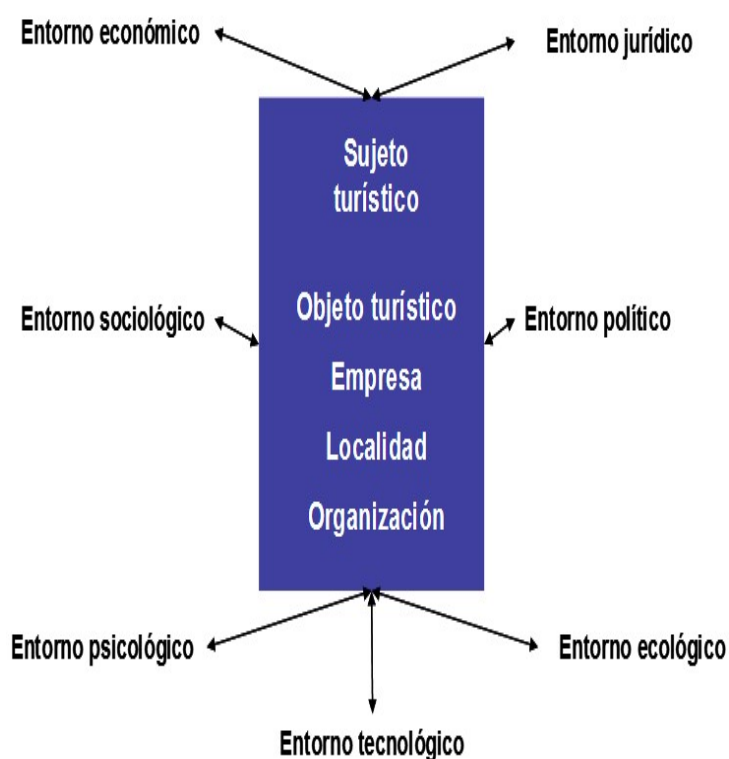 Entorno económico
Entorno jurídico
Sujeto
turístico
Objeto turístico
Entorno sociológico
Entorno político
Empresa
Localidad
Organización
Entorno psicológico
Entorno ecológico
Entorno tecnológico